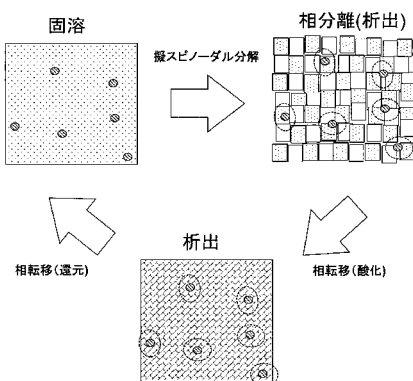 固溶
相分離(析出)
擬スピノーダル分解
析出
相転移(還元)
相転移(酸化)